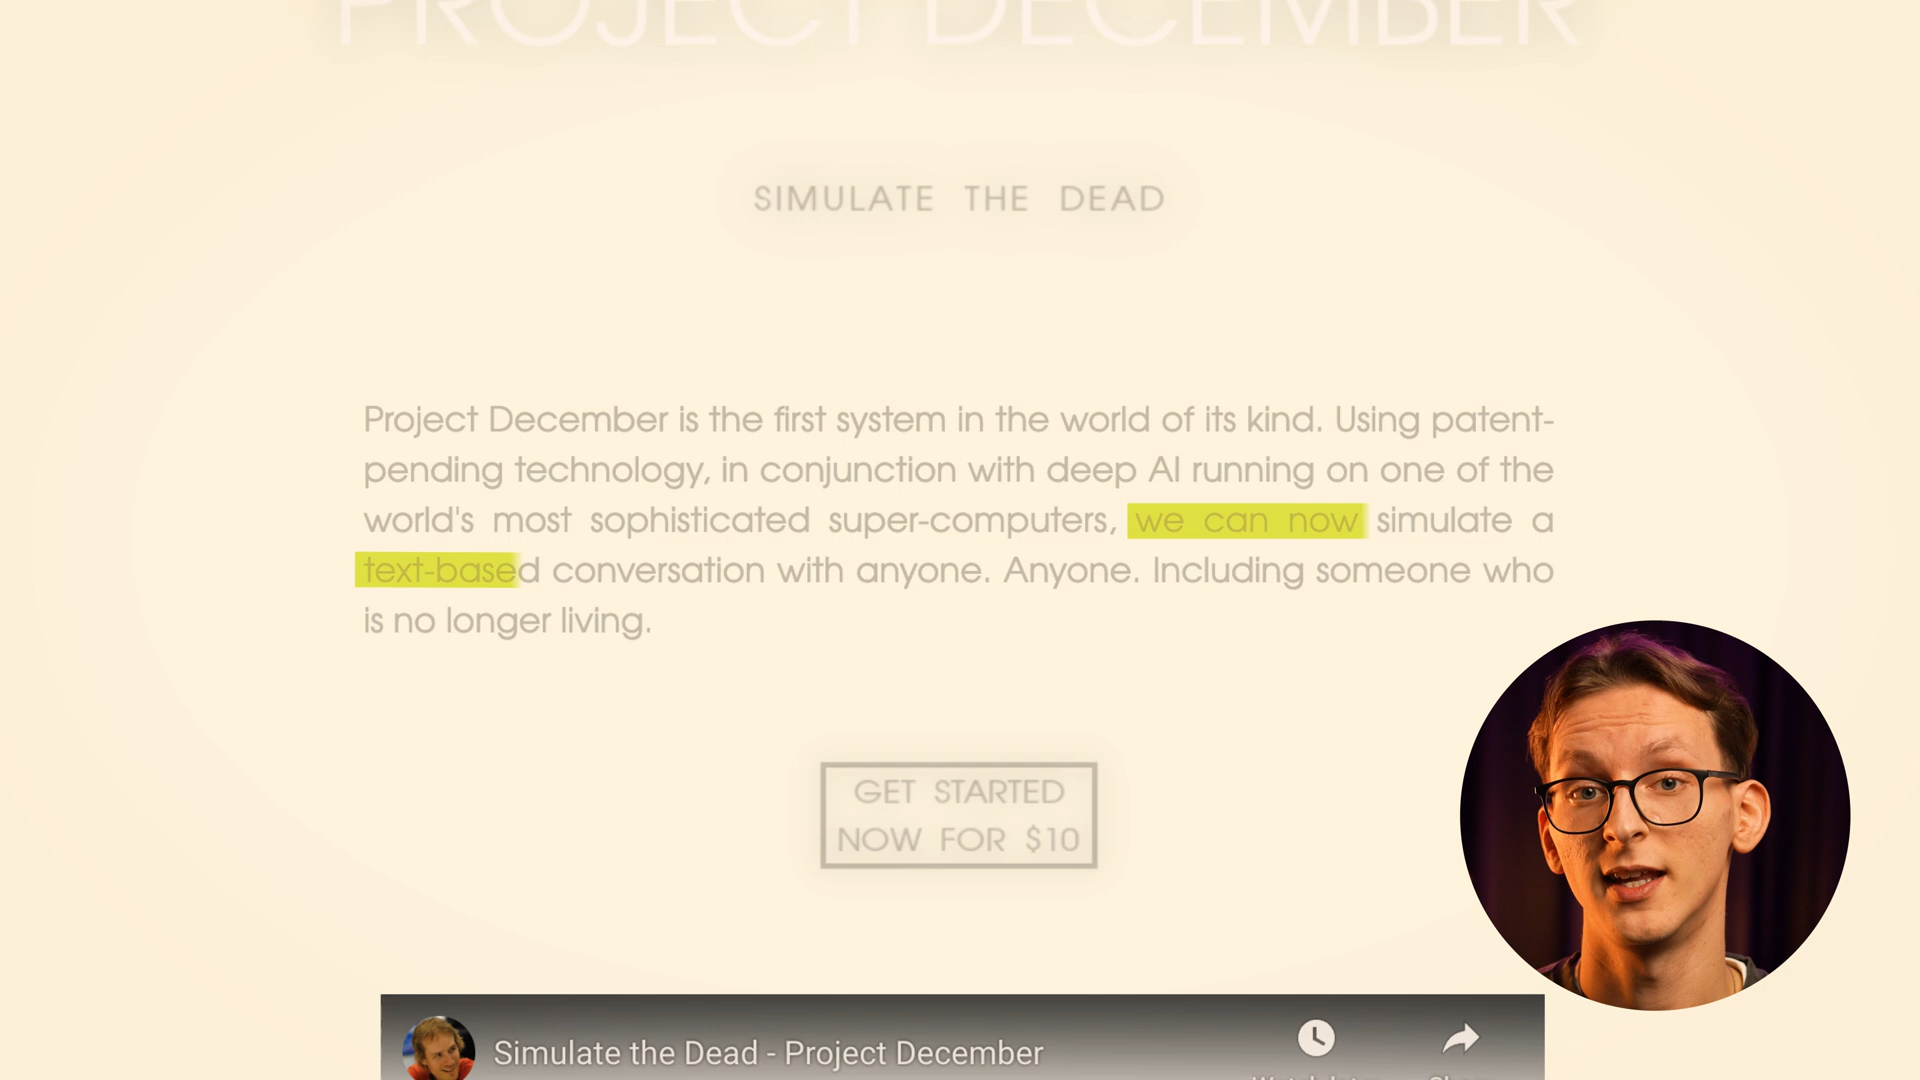 PROJECT DECEMBER
SIMULATE THE DEAD
Project December is the first system in the world of its kind. Using patent-
pending technology, in conjunction with deep AI running on one of the
world's most sophisticated super-computers, we can now simulate a
text-based conversation with anyone. Anyone. Including someone who
is no longer living.
GET STARTED
NOW FOR $10
Simulate the Dead - Project December